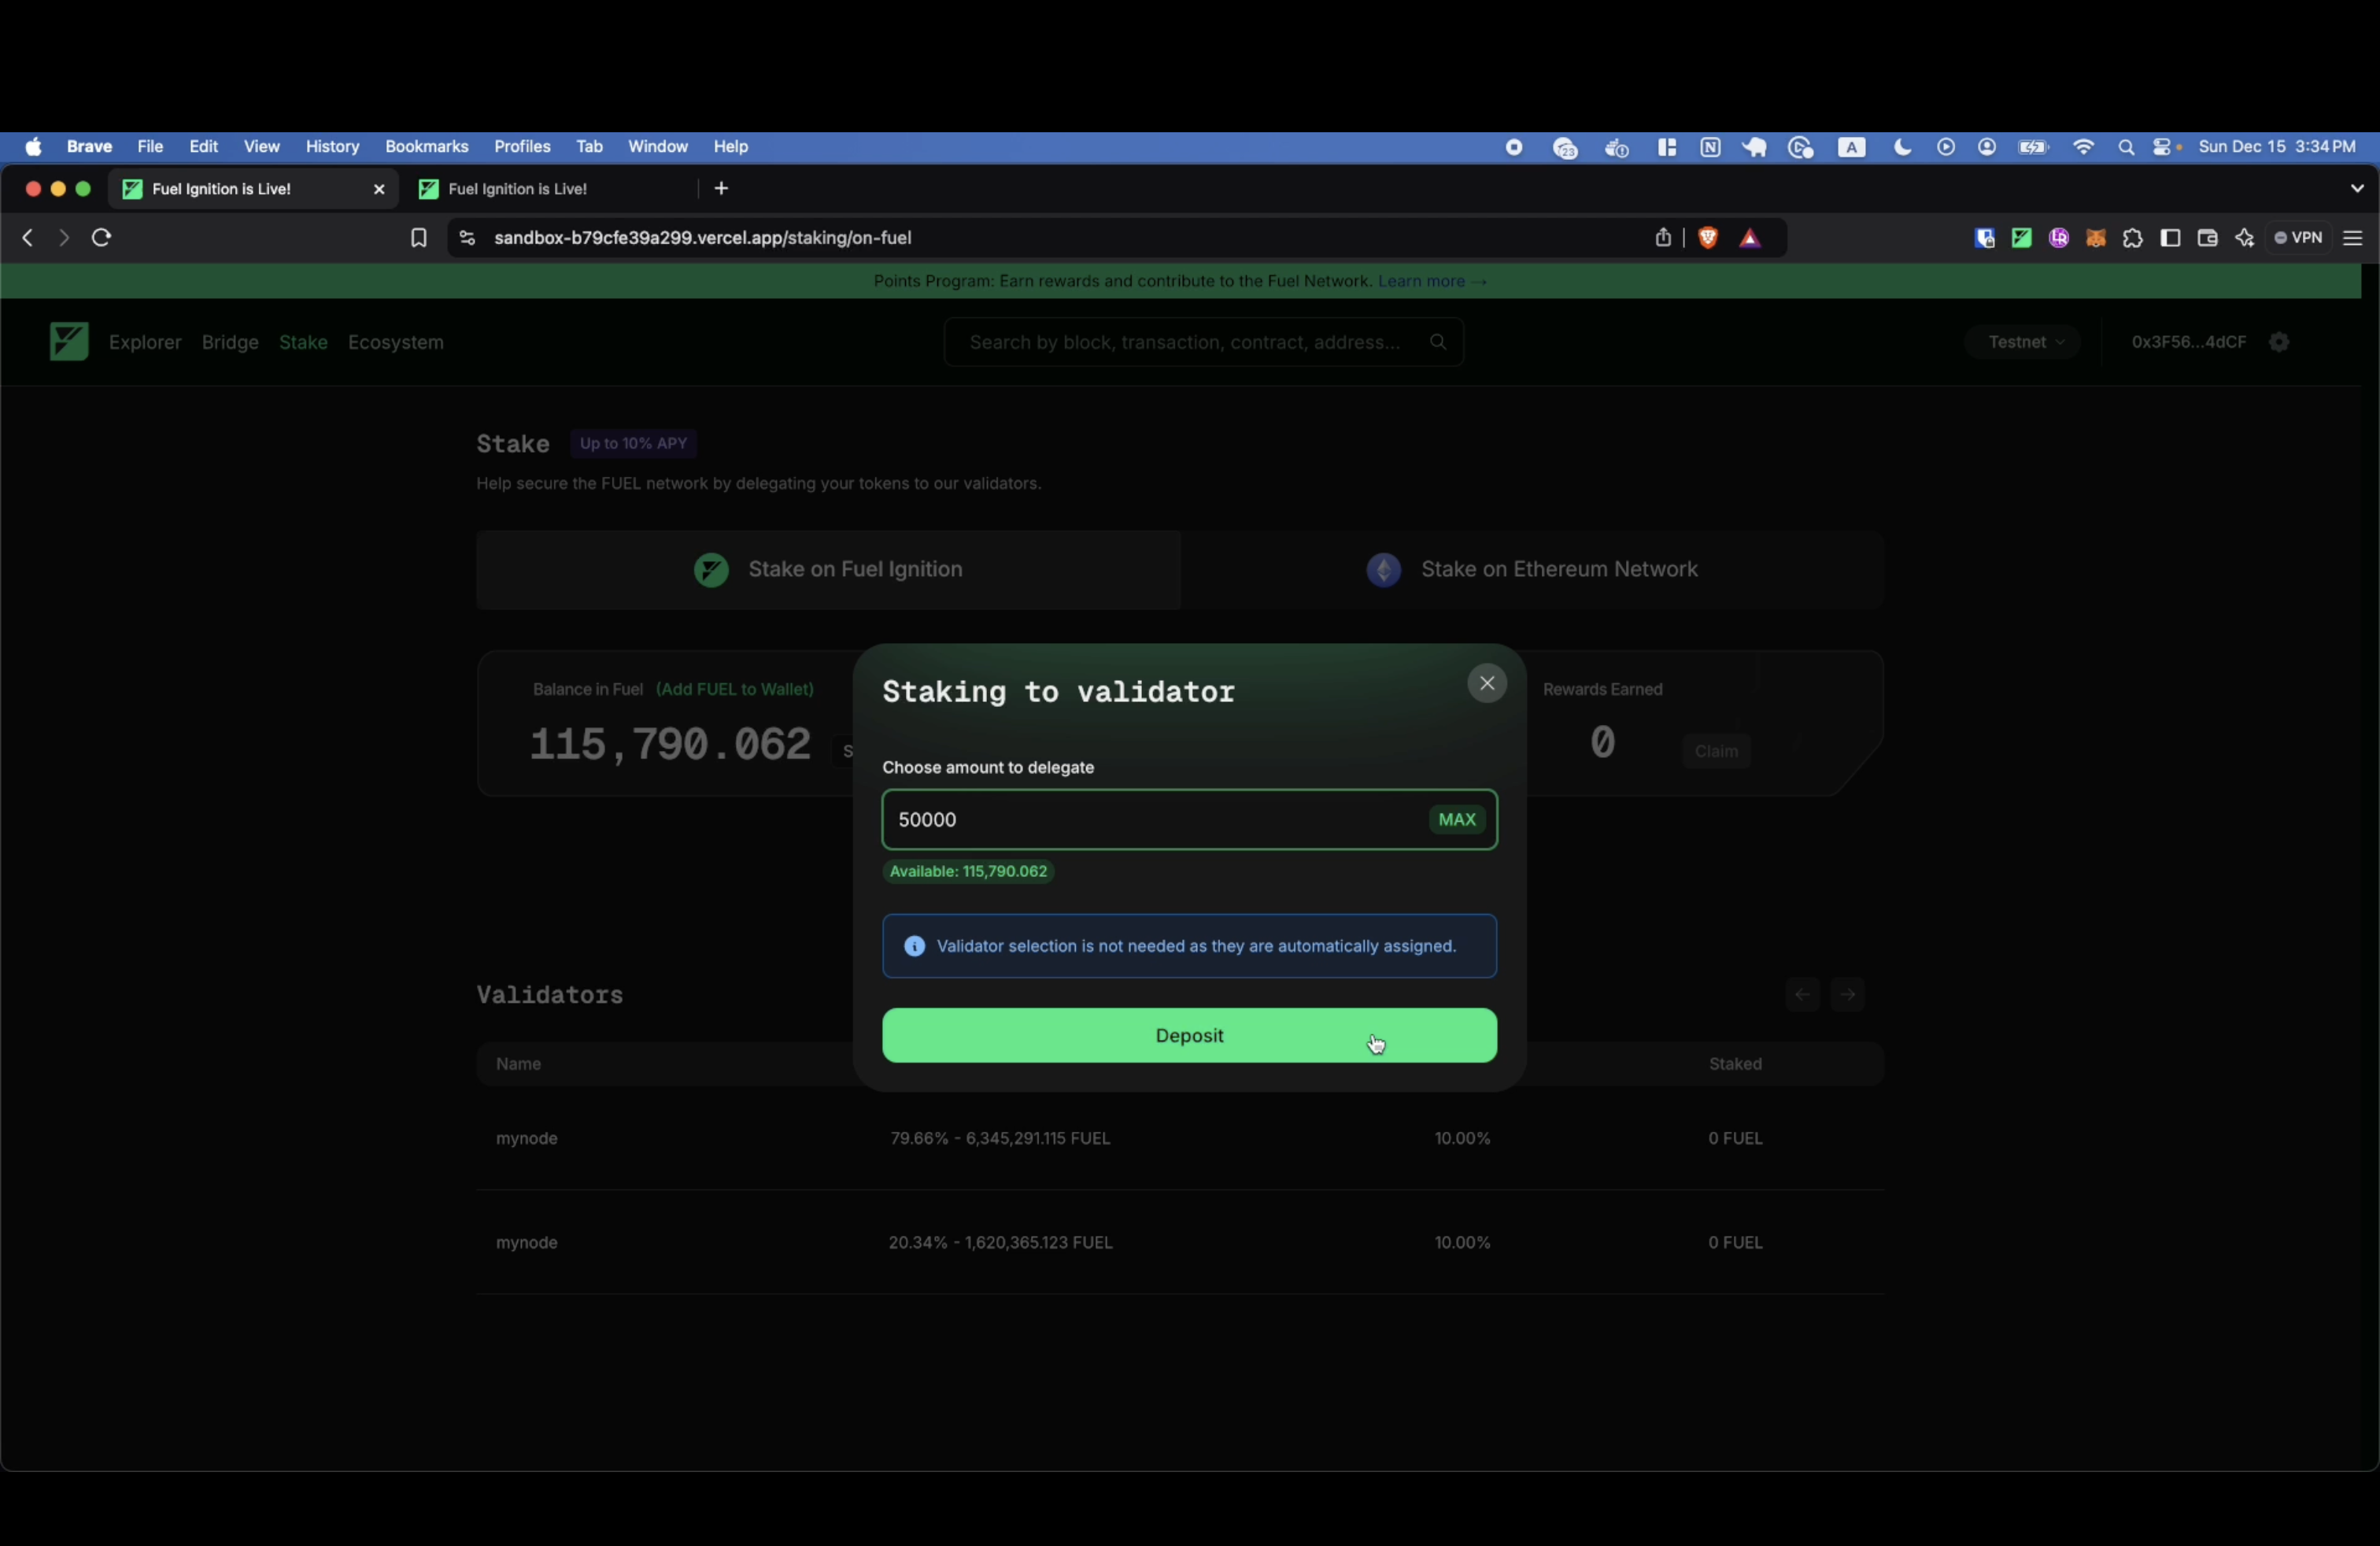 Brave File Edit View History Bookmarks Profiles Tab Window Help 23 A Sun Dec 15 3:34 PM
Fuel Ignition is Live! Fuel Ignition is Live!
sandbox-b79cfe39a299.vercel.app/staking/on-fuel VPN
Points Program: Earn rewards and contribute to the Fuel Network. Learn more →
Explorer Bridge Stake Ecosystem Search by block, transaction, contract, address... Testnet 0x3F56...4dCF
Stake Up to 10% APY
Help secure the FUEL network by delegating your tokens to our validators.
Stake on Fuel Ignition Stake on Ethereum Network
Balance in Fuel (Add FUEL to Wallet) Rewards Earned
115,790.062 0 Claim
Staking to validator
Choose amount to delegate
50000 MAX
Available: 115,790.062
Validator selection is not needed as they are automatically assigned.
Deposit
Validators
Name Staked
mynode 79.66% - 6,345,291.115 FUEL 10.00% 0 FUEL
mynode 20.34% - 1,620,365.123 FUEL 10.00% 0 FUEL